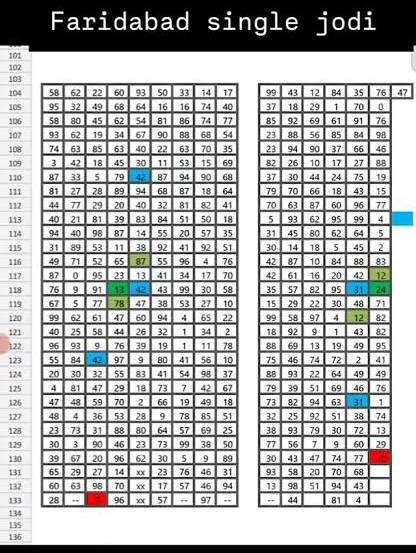 Faridabad single jodi
101
102
103
104 58 62 22 60 93 50 33 14 17 99 43 12 84 35 76 47
105 95 32 49 68 64 16 16 74 40 37 18 29 1 70 0
106 58 80 45 62 54 81 86 74 77 85 92 69 61 91 76
107 93 62 19 34 67 90 88 68 54 23 88 56 85 84 98
108 74 63 85 63 40 22 63 70 35 23 94 90 37 66 46
109 3 42 18 45 30 11 53 15 69 82 26 10 17 27 88
110 87 33 5 79 42 87 94 90 68 37 30 44 24 75 19
111 81 27 28 89 94 68 87 18 64 79 70 66 18 43 15
112 44 77 29 20 40 32 81 82 41 70 63 87 60 96 77
113 40 21 81 39 83 84 51 50 18 5 93 62 95 99 4
114 94 40 98 87 14 55 20 57 35 31 45 80 62 64 5
115 31 89 53 11 38 92 41 92 51 30 14 18 5 45 2
116 49 71 52 65 87 55 96 4 76 42 87 10 84 88 83
117 87 0 95 23 13 41 34 17 70 42 61 16 20 42 12
118 76 9 91 13 42 43 99 30 58 35 57 82 95 31 24
119 67 5 77 78 47 38 53 27 10 15 29 22 30 48 71
120 99 62 61 47 60 94 4 65 22 99 58 97 4 12 82
121 40 25 58 44 26 32 1 34 2 18 92 9 1 43 82
122 96 93 9 76 39 19 1 11 78 88 69 13 19 49 95
123 55 84 42 97 9 80 41 56 10 75 46 74 72 2 41
124 20 30 32 55 83 41 54 98 37 88 93 22 64 49 49
125 4 81 47 29 18 73 7 42 67 79 39 51 69 46 76
126 47 48 59 70 2 66 19 49 18 73 82 94 63 31 1
127 48 4 36 53 28 9 78 85 51 32 25 92 51 38 74
128 23 73 31 88 80 64 57 69 25 38 93 79 30 72 13
129 30 3 90 46 23 73 99 38 50 77 56 7 9 60 29
130 39 67 20 96 62 30 5 9 89 30 43 47 74 77
131 65 29 27 14 xx 23 76 46 31 93 58 20 70 68
132 60 63 98 70 xx 17 57 46 94 13 98 51 94 43
133 28 -- 96 xx 57 -- 97 -- -- 44 81 4
134
135
136